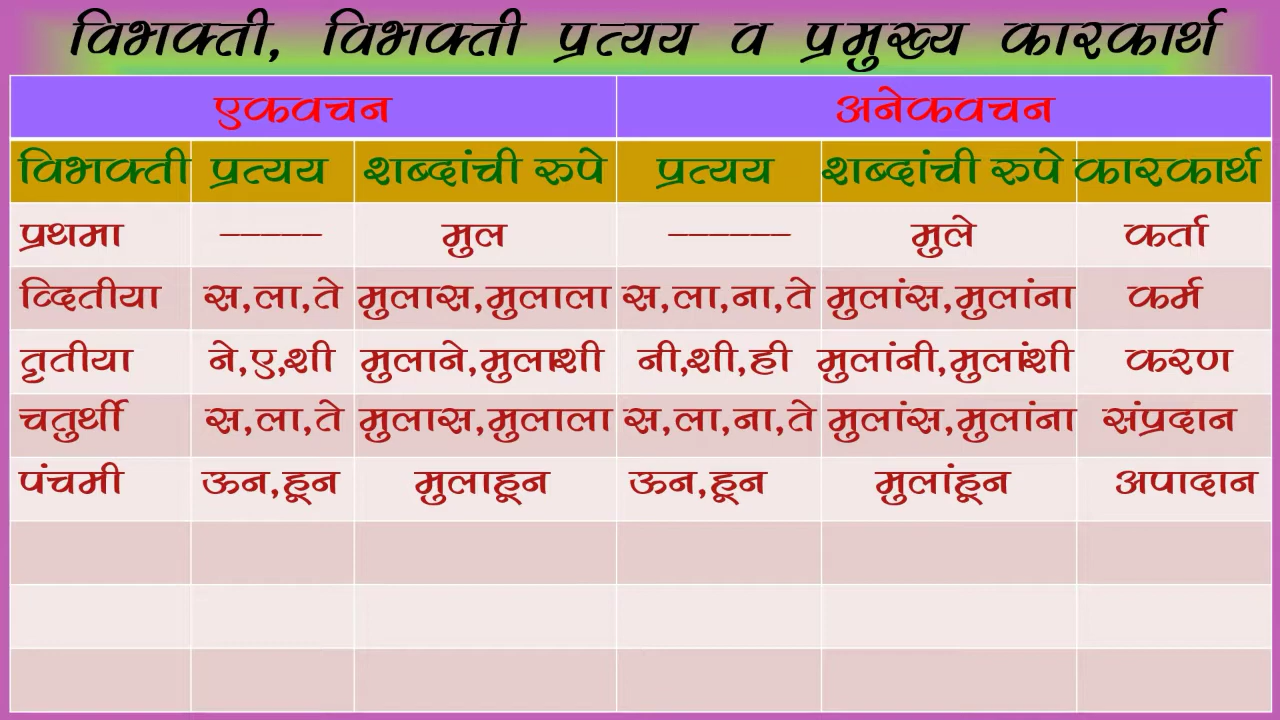 विभक्ती, विभक्ती प्रत्यय व प्रमुख्य कारकार्थ
एकवचन अनेकवचन
विभक्ती प्रत्यय शब्दांची रुपे प्रत्यय शब्दांची रुपे कारकार्थ
प्रथमा ----- मुल ------ मुले कर्ता
व्दितीया स,ला,ते मुलास,मुलाला स,ला,ना,ते मुलांस,मुलांना कर्म
तृतीया ने,ए,शी मुलाने,मुलाशी नी,शी,ही मुलांनी,मुलांशी करण
चतुर्थी स,ला,ते मुलास,मुलाला स,ला,ना,ते मुलांस,मुलांना संप्रदान
पंचमी ऊन,हून मुलाहून ऊन,हून मुलांहून अपादान